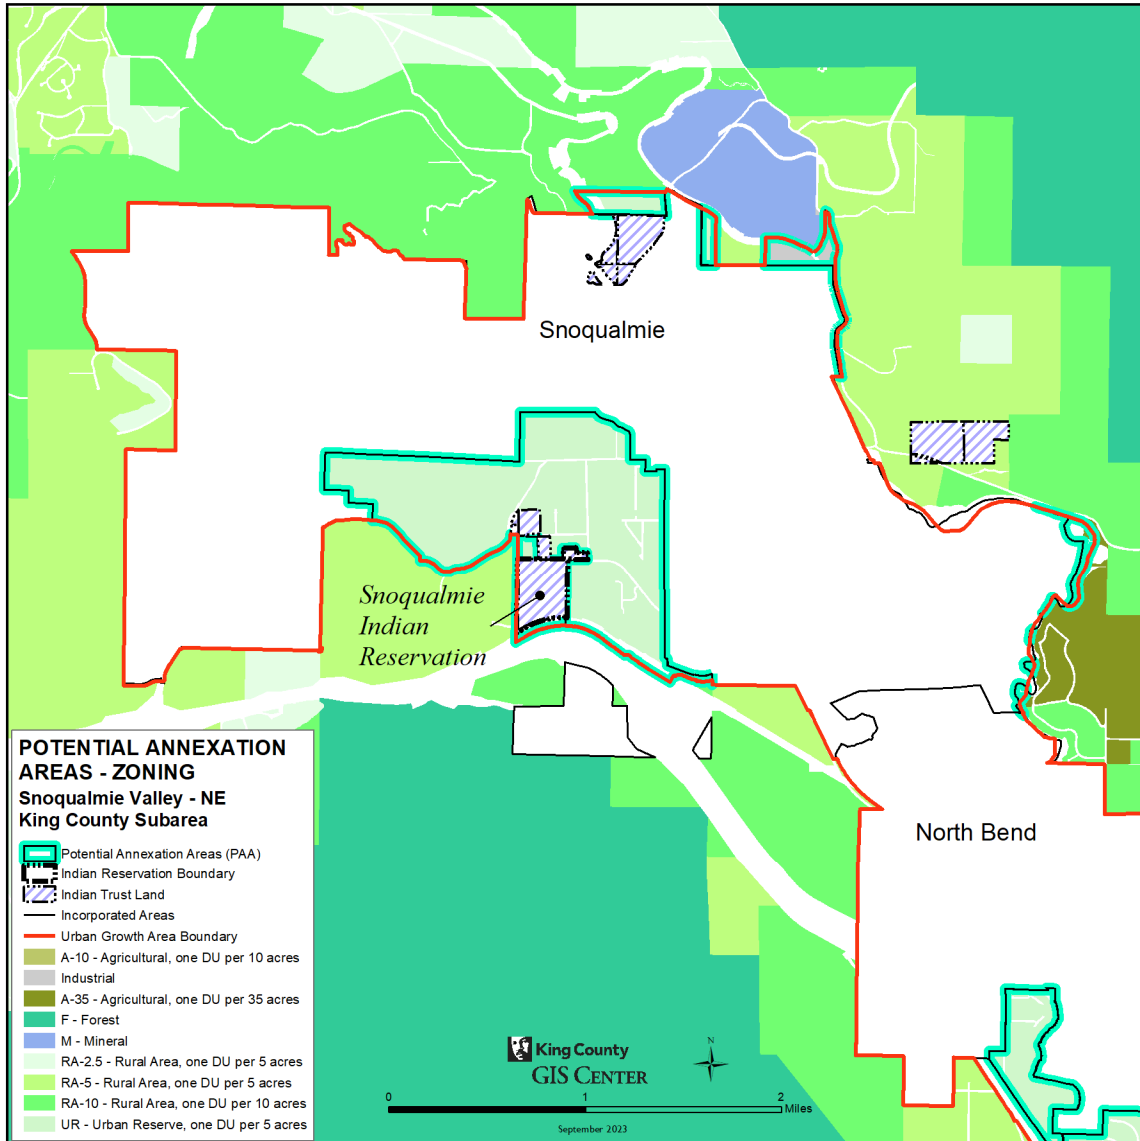 Snoqualmie
Snoqualmie
Indian
Reservation
North Bend
POTENTIAL ANNEXATION
AREAS - ZONING
Snoqualmie Valley - NE
King County Subarea
Potential Annexation Areas (PAA)
Indian Reservation Boundary
Indian Trust Land
Incorporated Areas
Urban Growth Area Boundary
A-10 - Agricultural, one DU per 10 acres
Industrial
A-35 - Agricultural, one DU per 35 acres
F - Forest
M - Mineral
RA-2.5 - Rural Area, one DU per 5 acres
RA-5 - Rural Area, one DU per 5 acres
RA-10 - Rural Area, one DU per 10 acres
UR - Urban Reserve, one DU per 5 acres
King County
GIS CENTER
N
0 1 2
Miles
September 2023